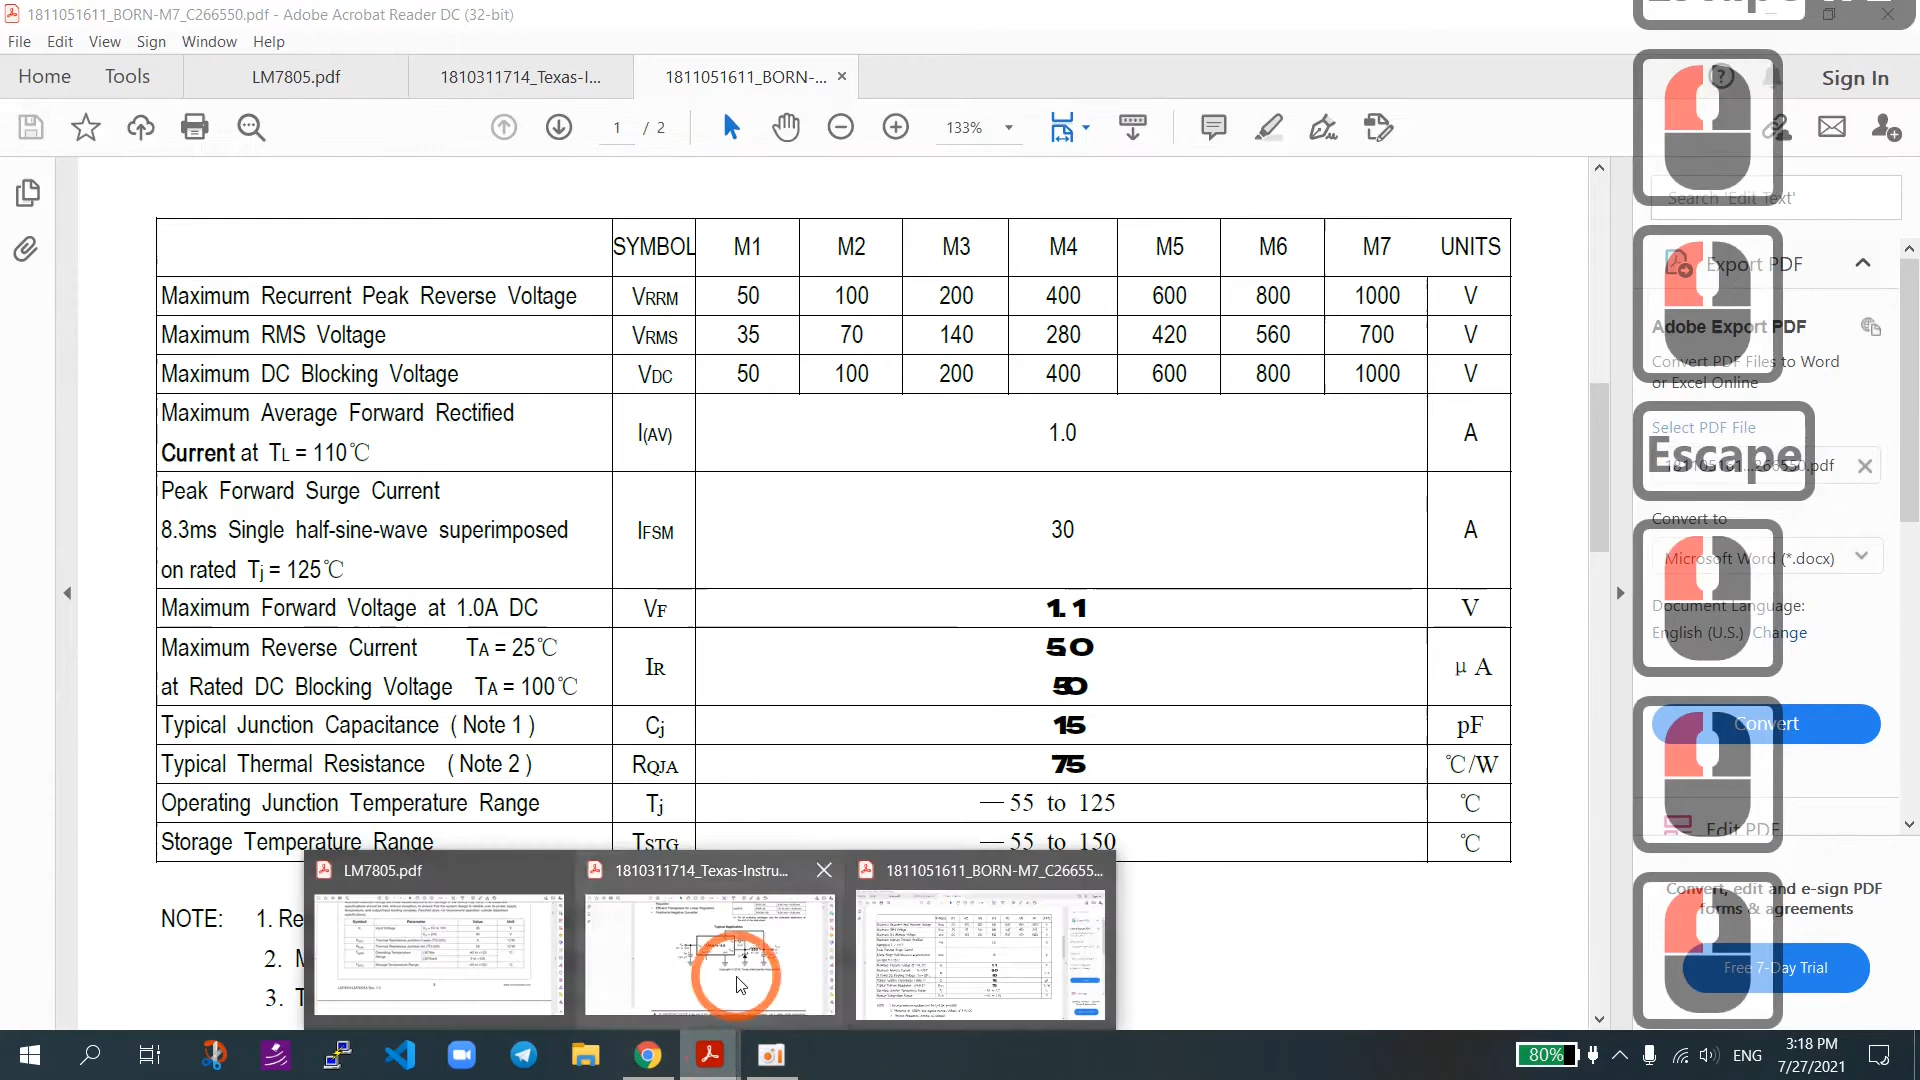 1811051611_BORN-M7_C266550.pdf - Adobe Acrobat Reader DC (32-bit)
File Edit View Sign Window Help
Home Tools LM7805.pdf 1810311714_Texas-I... 1811051611_BORN-... × Sign In
1 / 2 133%
SYMBOL M1 M2 M3 M4 M5 M6 M7 UNITS
Maximum Recurrent Peak Reverse Voltage VRRM 50 100 200 400 600 800 1000 V
Maximum RMS Voltage VRMS 35 70 140 280 420 560 700 V
Maximum DC Blocking Voltage VDC 50 100 200 400 600 800 1000 V
Maximum Average Forward Rectified
Current at TL = 110℃ I(AV) 1.0 A
Peak Forward Surge Current
8.3ms Single half-sine-wave superimposed IFSM 30 A
on rated Tj = 125℃
Maximum Forward Voltage at 1.0A DC VF 1.1 V
Maximum Reverse Current TA = 25℃ 5.0
at Rated DC Blocking Voltage TA = 100℃ IR 50 μA
Typical Junction Capacitance ( Note 1 ) Cj 15 pF
Typical Thermal Resistance ( Note 2 ) RQJA 75 ℃/W
Operating Junction Temperature Range Tj — 55 to 125 ℃
Storage Temperature Range TSTG — 55 to 150 ℃
NOTE: 1. Re
2. M
3. T
LM7805.pdf 1810311714_Texas-Instru... 1811051611_BORN-M7_C26655...
Search 'Edit Text'
Export PDF
Adobe Export PDF
Convert PDF Files to Word
or Excel Online
Select PDF File
Escape
181105161...266550.pdf
Convert to
Microsoft Word (*.docx)
Document Language:
English (U.S.) Change
Convert
Edit PDF
Convert, edit and e-sign PDF
forms & agreements
Free 7-Day Trial
80% ENG 3:18 PM
7/27/2021